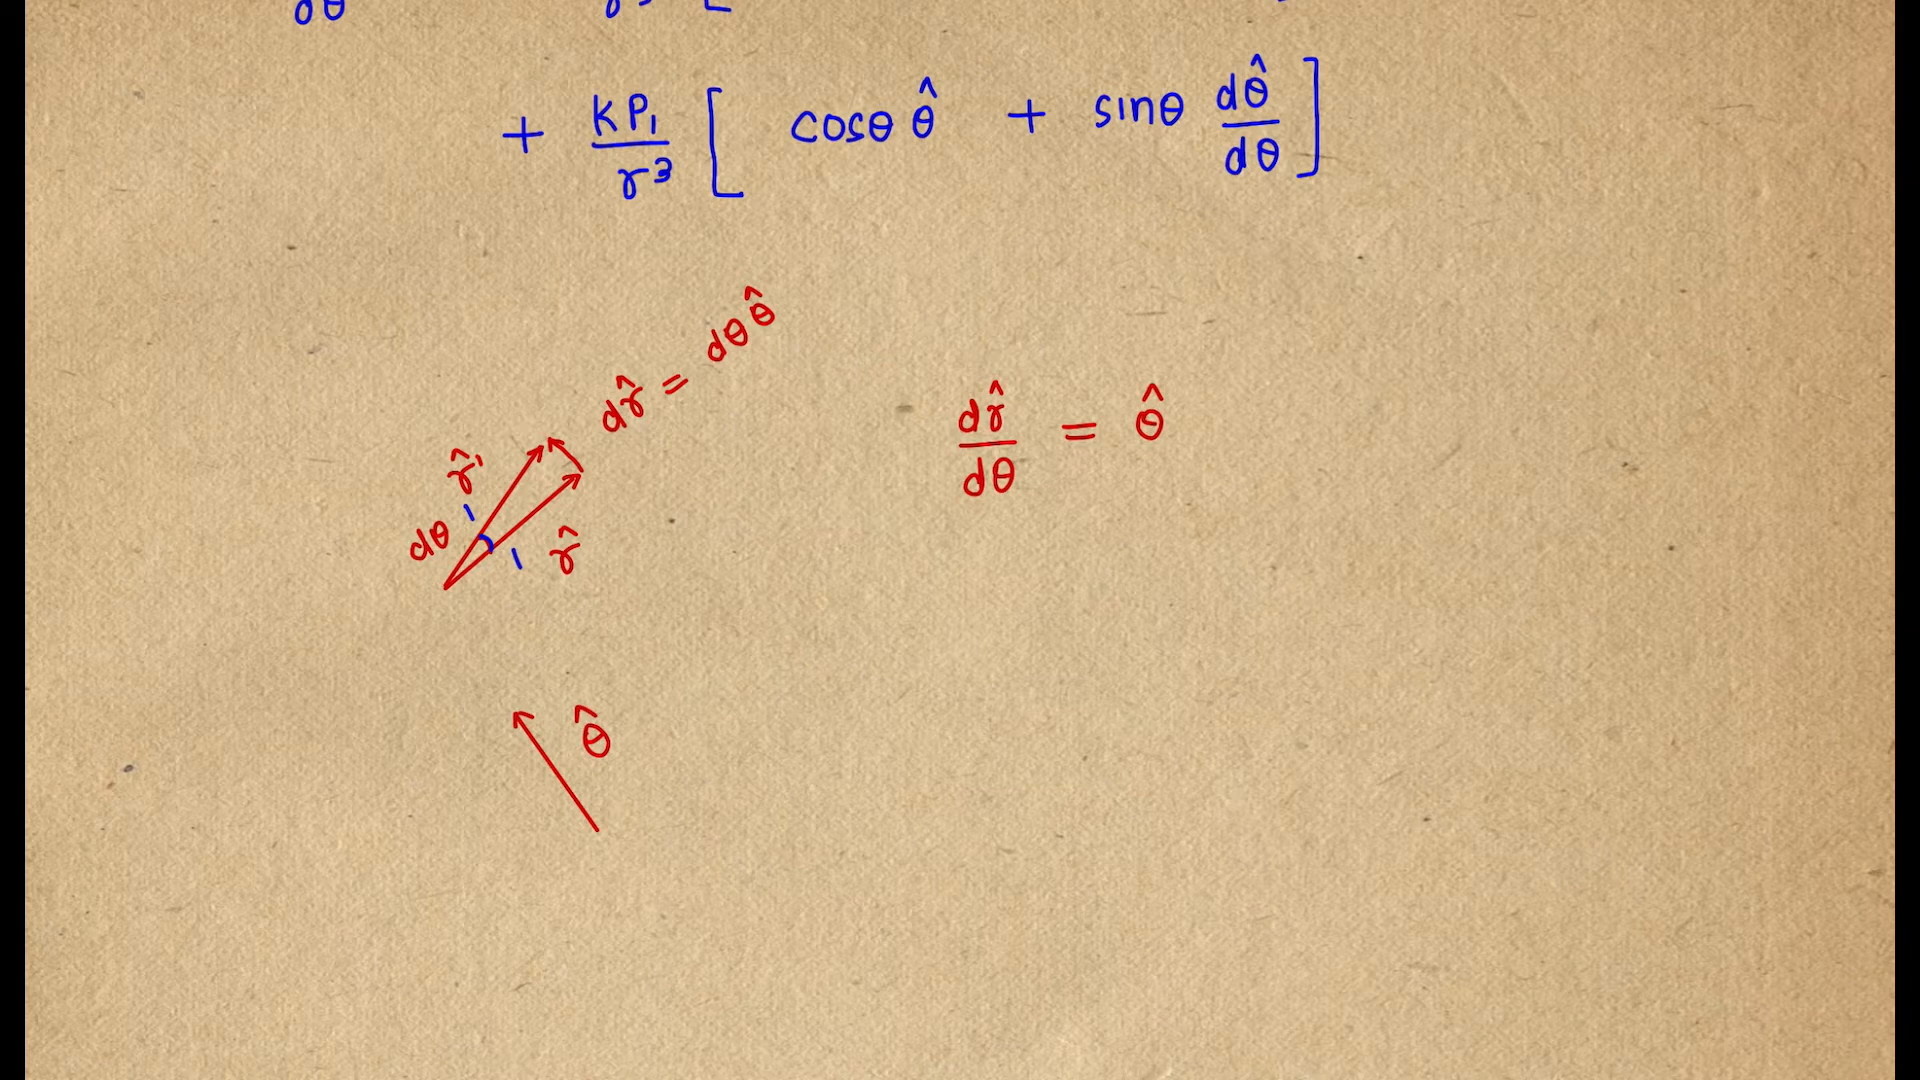 + kP₁/r³ [ cosθ θ̂ + sinθ dθ̂/dθ ]
dr̂ = dθ θ̂
r̂'
dr̂/dθ = θ̂
1
dθ
1 r̂
θ̂